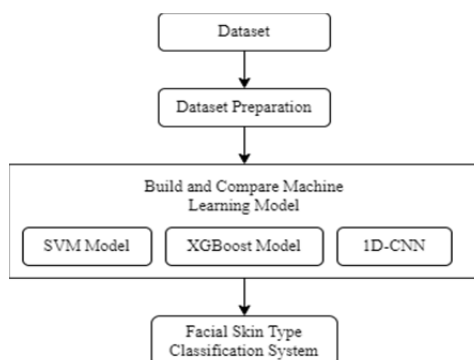 Dataset
Dataset Preparation
Build and Compare Machine
Learning Model
SVM Model
XGBoost Model
1D-CNN
Facial Skin Type
Classification System